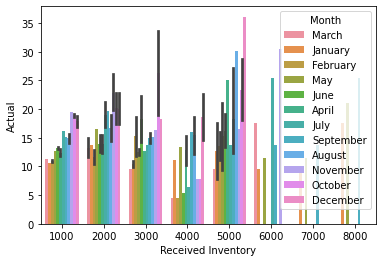 Month
March
January
February
May
June
April
July
September
August
November
October
December
Actual
35
30
25
20
15
10
5
0
1000 2000 3000 4000 5000 6000 7000 8000
Received Inventory